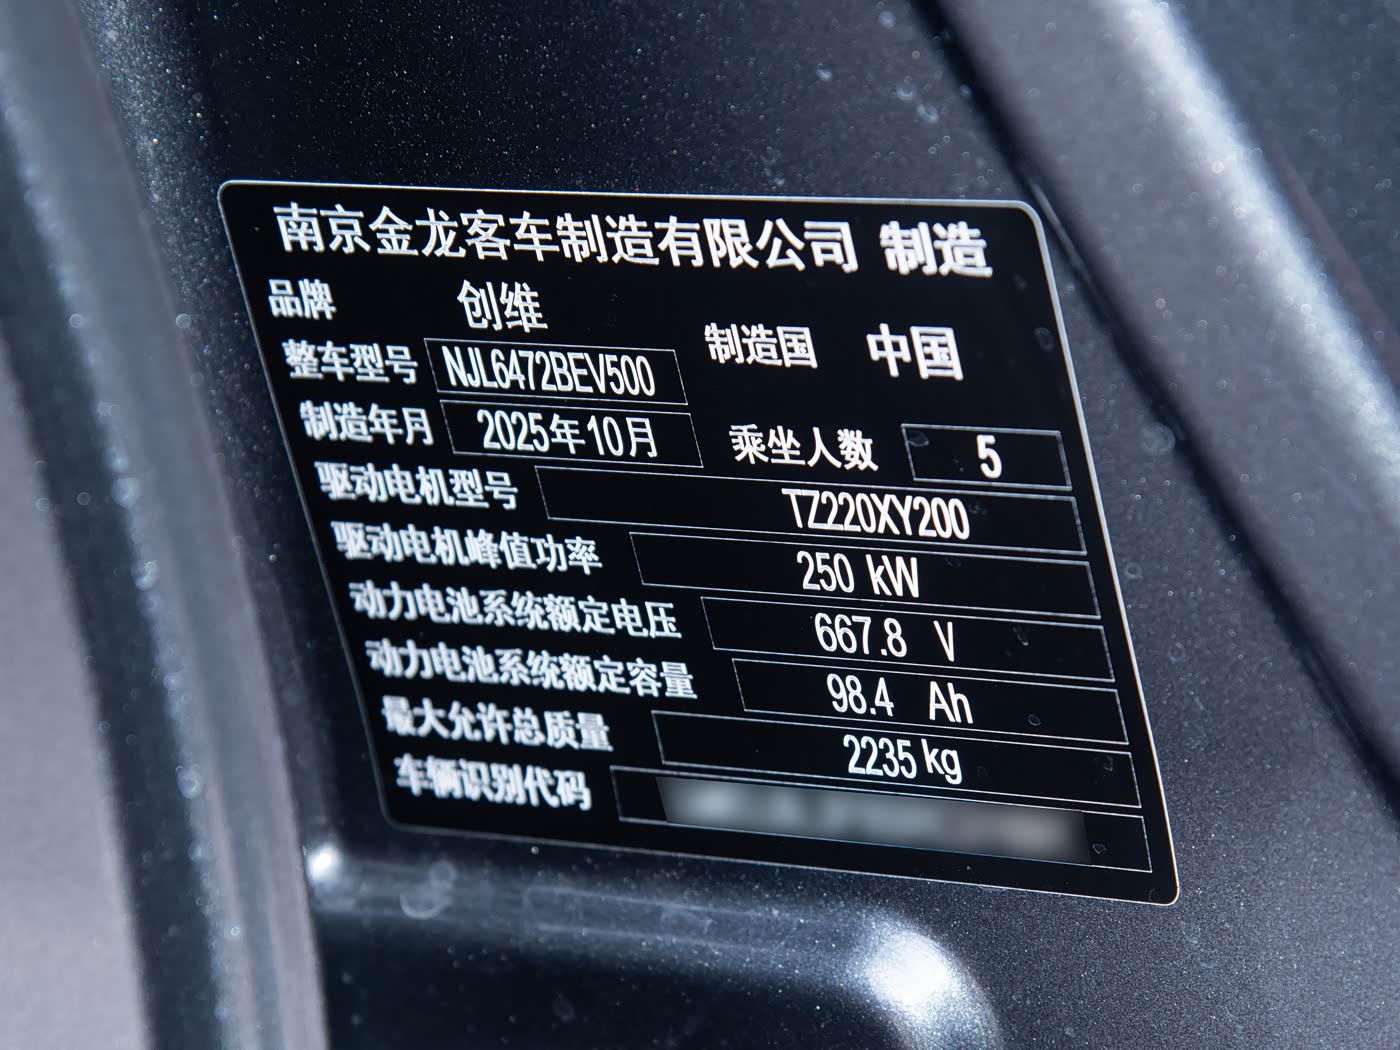 南京金龙客车制造有限公司 制造
品牌 创维
制造国 中国
整车型号 NJL6472BEV500
制造年月 2025年10月
乘坐人数 5
驱动电机型号 TZ220XY200
驱动电机峰值功率 250 kW
动力电池系统额定电压 667.8 V
动力电池系统额定容量 98.4 Ah
最大允许总质量 2235 kg
车辆识别代码